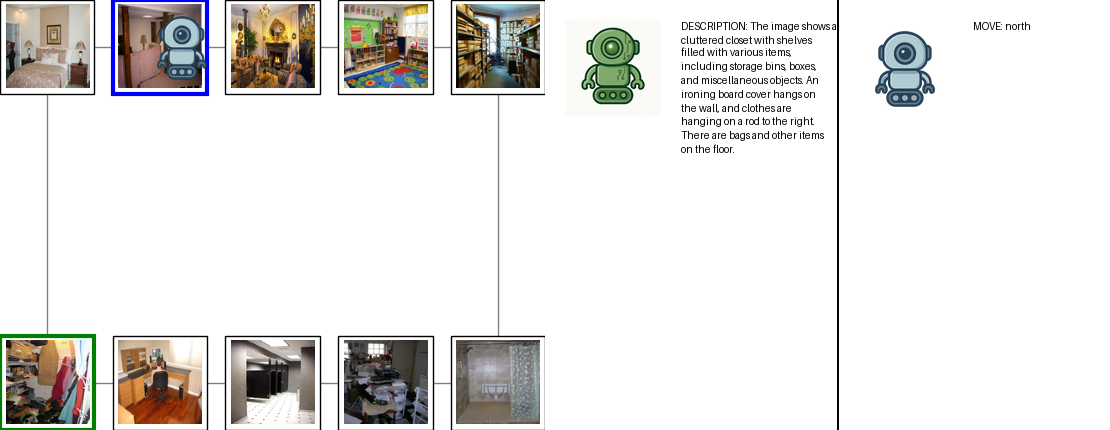 DESCRIPTION: The image shows a
cluttered closet with shelves
filled with various items,
including storage bins, boxes,
and miscellaneous objects. An
ironing board cover hangs on
the wall, and clothes are
hanging on a rod to the right.
There are bags and other items
on the floor.
MOVE: north